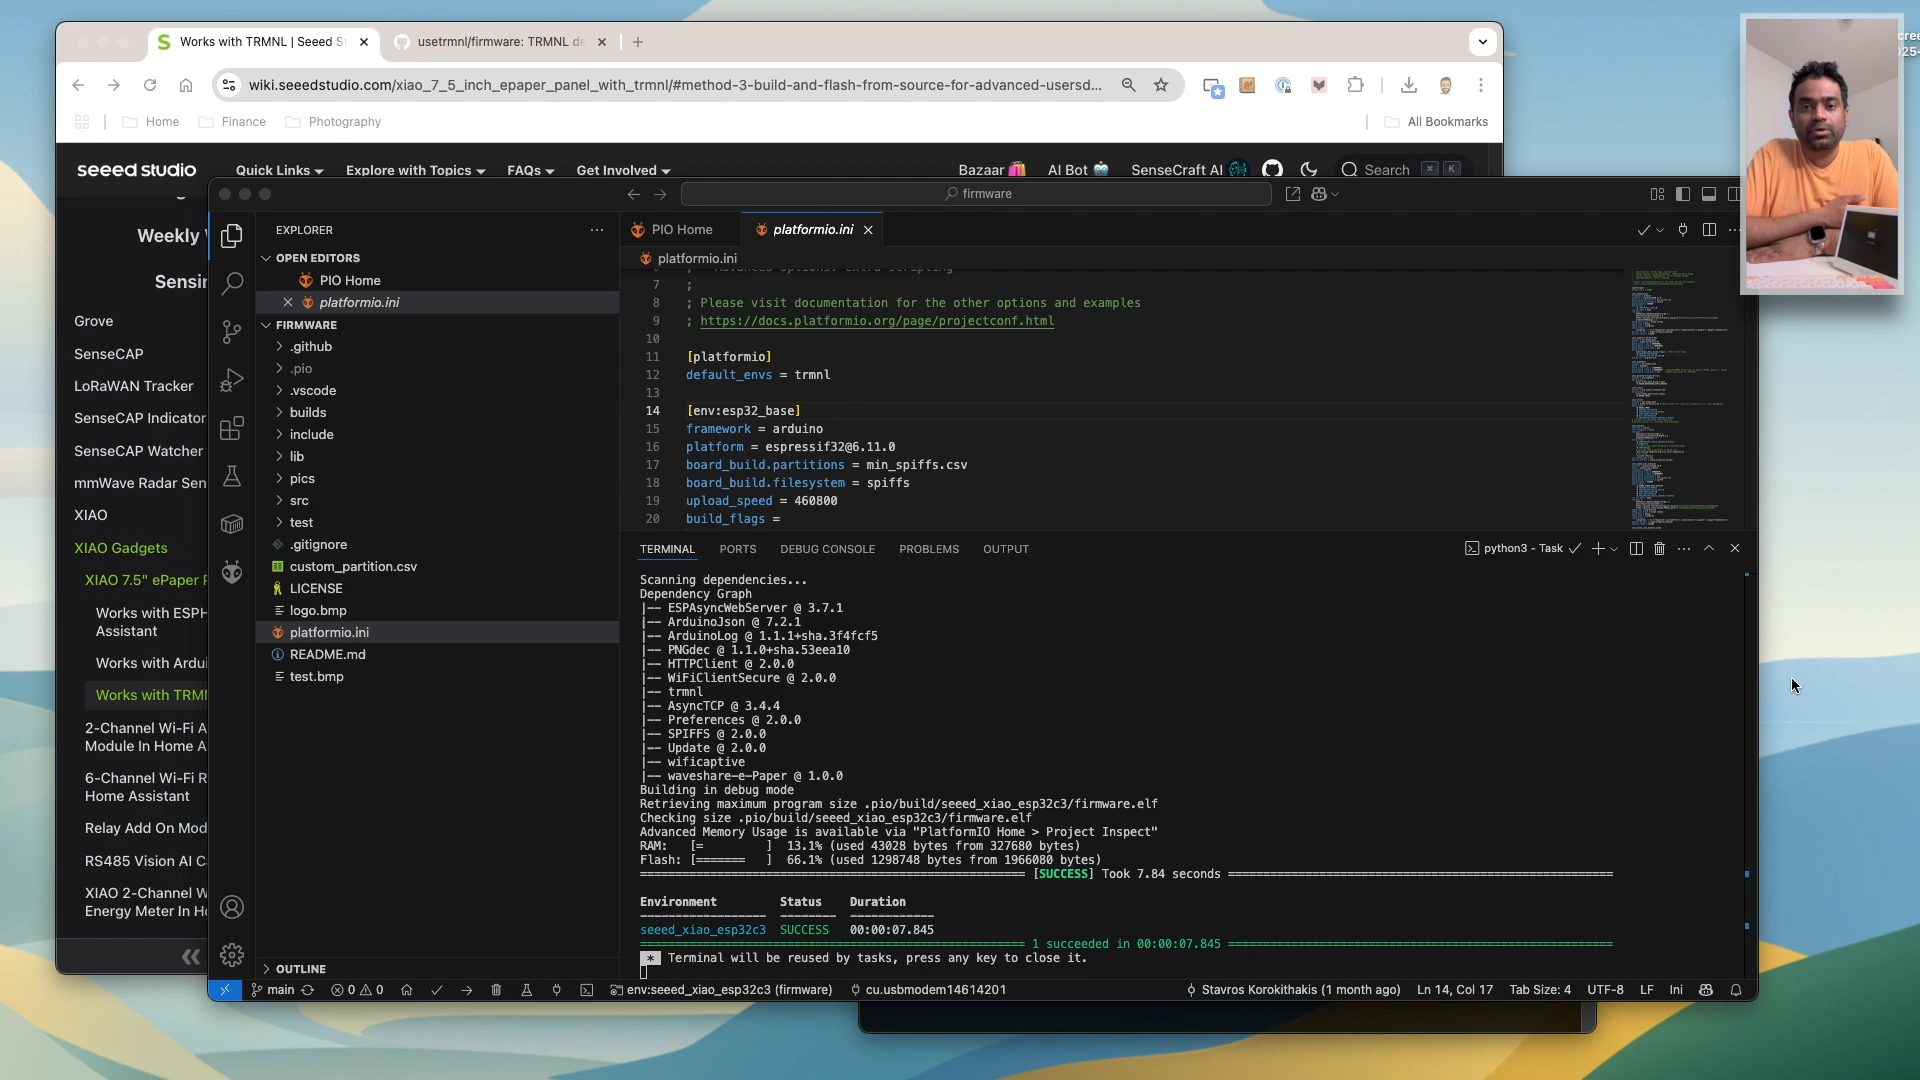 Works with TRMNL | Seeed S
usetrmnl/firmware: TRMNL de
wiki.seeedstudio.com/xiao_7_5_inch_epaper_panel_with_trmnl/#method-3-build-and-flash-from-source-for-advanced-usersd...
Home
Finance
Photography
All Bookmarks
seeed studio
Quick Links
Explore with Topics
FAQs
Get Involved
Bazaar
AI Bot
SenseCraft AI
Search
K
Weekly
Sensin
Grove
SenseCAP
LoRaWAN Tracker
SenseCAP Indicator
SenseCAP Watcher
mmWave Radar Sen
XIAO
XIAO Gadgets
XIAO 7.5" ePaper P
Works with ESPH
Assistant
Works with Ardui
Works with TRMN
2-Channel Wi-Fi A
Module In Home A
6-Channel Wi-Fi R
Home Assistant
Relay Add On Mod
RS485 Vision AI C
XIAO 2-Channel W
Energy Meter In Ho
firmware
EXPLORER
OPEN EDITORS
PIO Home
platformio.ini
FIRMWARE
.github
.pio
.vscode
builds
include
lib
pics
src
test
.gitignore
custom_partition.csv
LICENSE
logo.bmp
platformio.ini
README.md
test.bmp
OUTLINE
PIO Home
platformio.ini
platformio.ini
7 ;
8 ; Please visit documentation for the other options and examples
9 ; https://docs.platformio.org/page/projectconf.html
10
11 [platformio]
12 default_envs = trmnl
13
14 [env:esp32_base]
15 framework = arduino
16 platform = espressif32@6.11.0
17 board_build.partitions = min_spiffs.csv
18 board_build.filesystem = spiffs
19 upload_speed = 460800
20 build_flags =
TERMINAL
PORTS
DEBUG CONSOLE
PROBLEMS
OUTPUT
python3 - Task
Scanning dependencies...
Dependency Graph
|-- ESPAsyncWebServer @ 3.7.1
|-- ArduinoJson @ 7.2.1
|-- ArduinoLog @ 1.1.1+sha.3f4fcf5
|-- PNGdec @ 1.1.0+sha.53eea10
|-- HTTPClient @ 2.0.0
|-- WiFiClientSecure @ 2.0.0
|-- trmnl
|-- AsyncTCP @ 3.4.4
|-- Preferences @ 2.0.0
|-- SPIFFS @ 2.0.0
|-- Update @ 2.0.0
|-- wificaptive
|-- waveshare-e-Paper @ 1.0.0
Building in debug mode
Retrieving maximum program size .pio/build/seeed_xiao_esp32c3/firmware.elf
Checking size .pio/build/seeed_xiao_esp32c3/firmware.elf
Advanced Memory Usage is available via "PlatformIO Home > Project Inspect"
RAM: [= ] 13.1% (used 43028 bytes from 327680 bytes)
Flash: [======= ] 66.1% (used 1298748 bytes from 1966080 bytes)
[SUCCESS] Took 7.84 seconds
Environment Status Duration
seeed_xiao_esp32c3 SUCCESS 00:00:07.845
1 succeeded in 00:00:07.845
* Terminal will be reused by tasks, press any key to close it.
main
0
0
env:seeed_xiao_esp32c3 (firmware)
cu.usbmodem14614201
Stavros Korokithakis (1 month ago)
Ln 14, Col 17
Tab Size: 4
UTF-8
LF
Ini